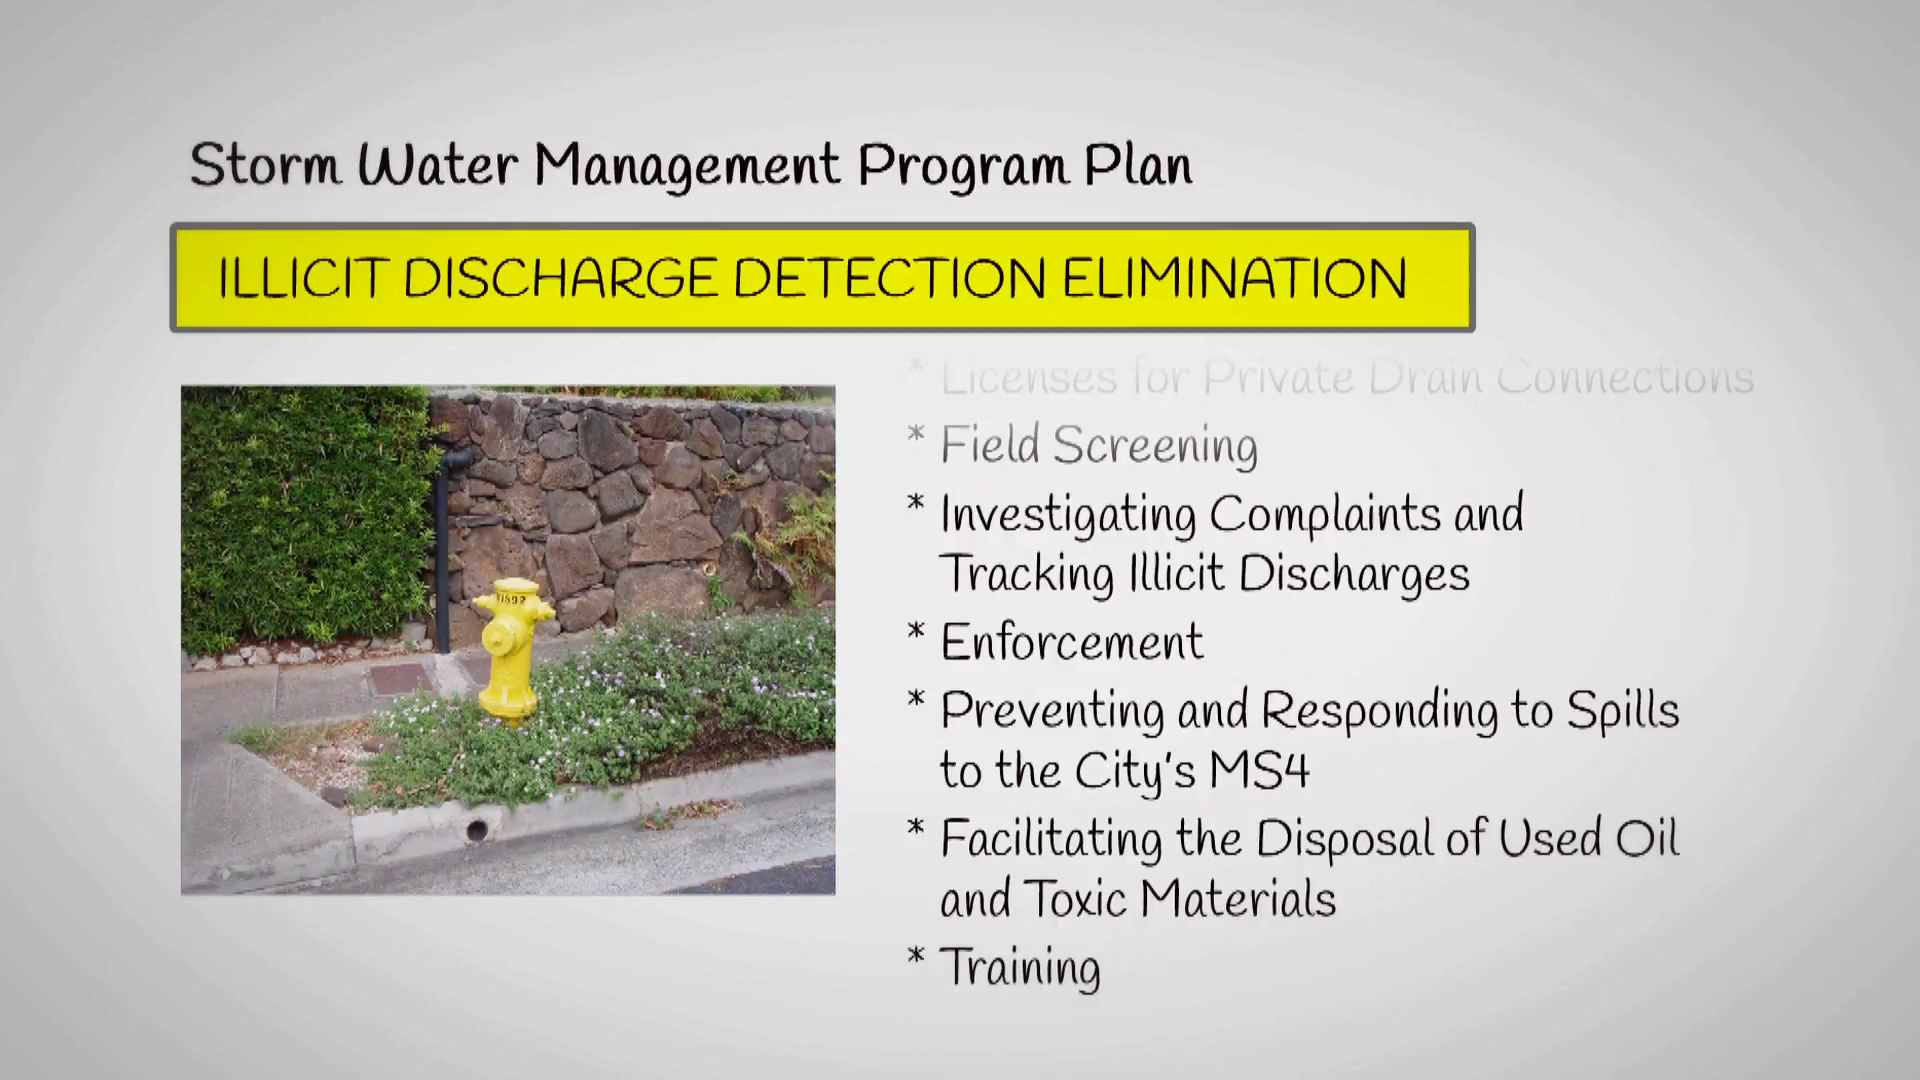 Storm Water Management Program Plan
ILLICIT DISCHARGE DETECTION ELIMINATION
* Licenses for Private Drain Connections
* Field Screening
* Investigating Complaints and
Tracking Illicit Discharges
* Enforcement
* Preventing and Responding to Spills
to the City's MS4
* Facilitating the Disposal of Used Oil
and Toxic Materials
* Training